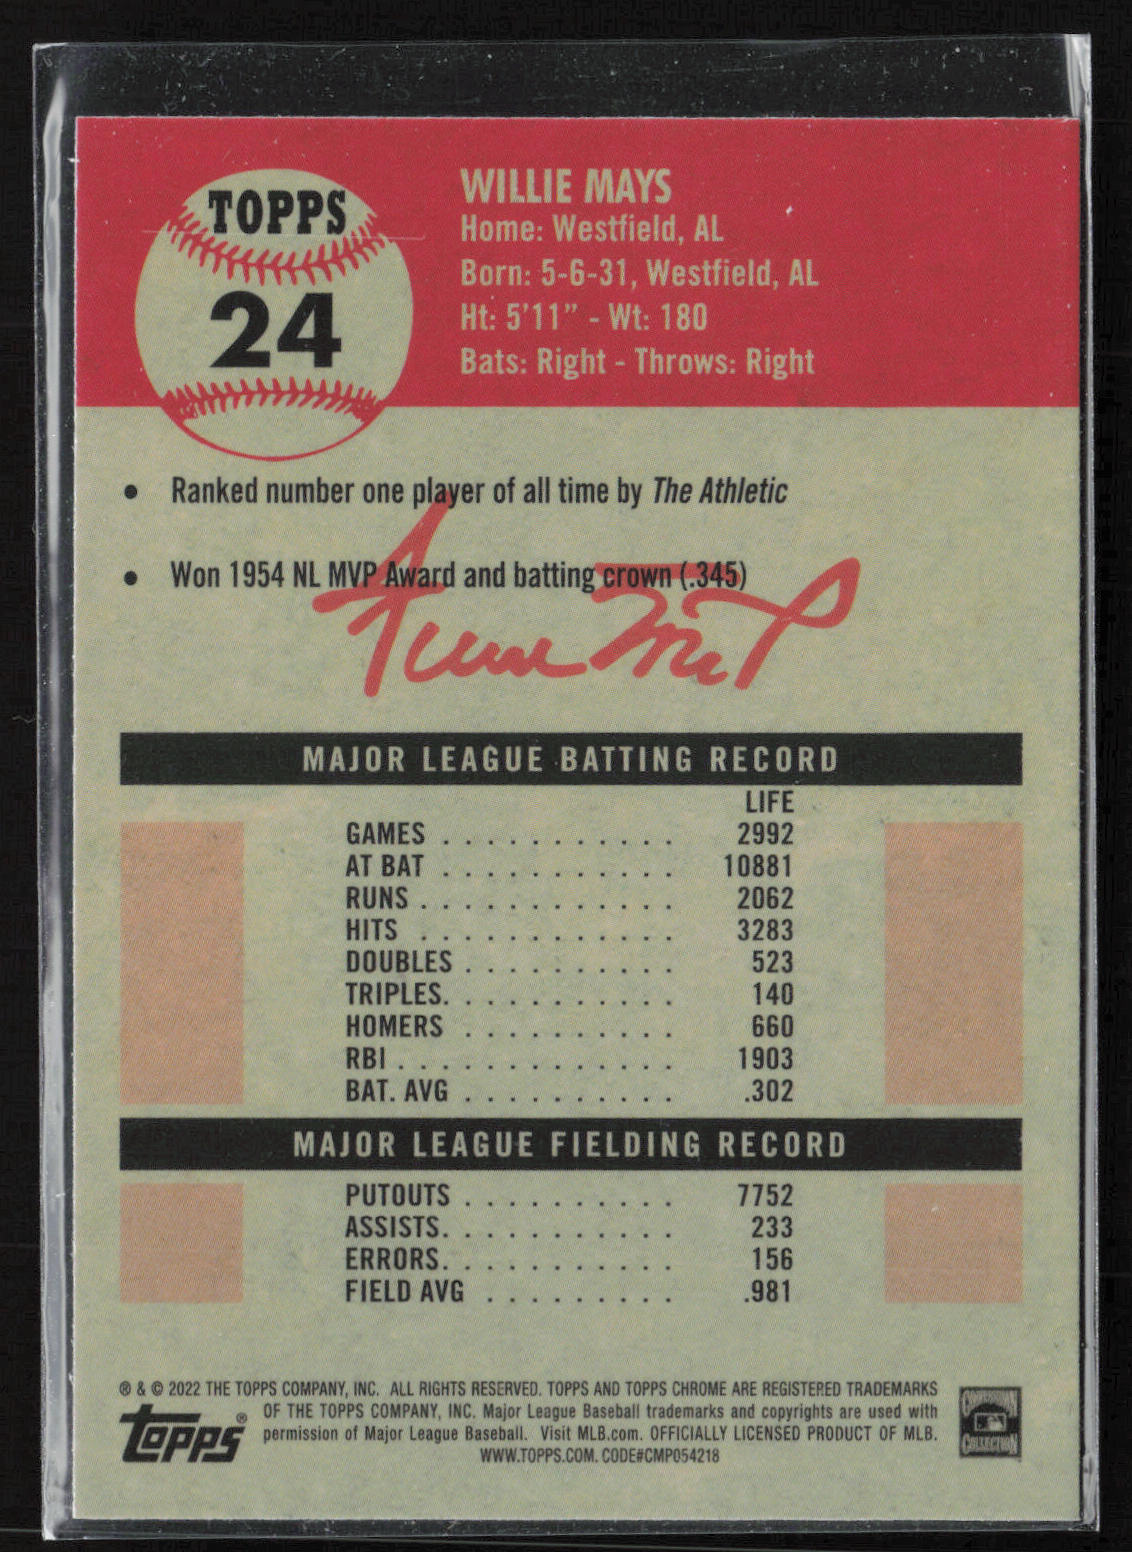 TOPPS
24
WILLIE MAYS
Home: Westfield, AL
Born: 5-6-31, Westfield, AL
Ht: 5'11" - Wt: 180
Bats: Right - Throws: Right
• Ranked number one player of all time by The Athletic
• Won 1954 NL MVP Award and batting crown (.345)
Willie Mays
MAJOR LEAGUE BATTING RECORD
LIFE
GAMES . . . . . . . . . . . 2992
AT BAT . . . . . . . . . . . 10881
RUNS . . . . . . . . . . . . 2062
HITS . . . . . . . . . . . . 3283
DOUBLES . . . . . . . . . . 523
TRIPLES. . . . . . . . . . . 140
HOMERS . . . . . . . . . . 660
RBI . . . . . . . . . . . . . 1903
BAT. AVG . . . . . . . . . . .302
MAJOR LEAGUE FIELDING RECORD
PUTOUTS . . . . . . . . . . 7752
ASSISTS. . . . . . . . . . . 233
ERRORS. . . . . . . . . . . 156
FIELD AVG . . . . . . . . . .981
® & © 2022 THE TOPPS COMPANY, INC. ALL RIGHTS RESERVED. TOPPS AND TOPPS CHROME ARE REGISTERED TRADEMARKS
OF THE TOPPS COMPANY, INC. Major League Baseball trademarks and copyrights are used with
permission of Major League Baseball. Visit MLB.com. OFFICIALLY LICENSED PRODUCT OF MLB.
WWW.TOPPS.COM. CODE#CMP054218
topps®
COOPERSTOWN
COLLECTION